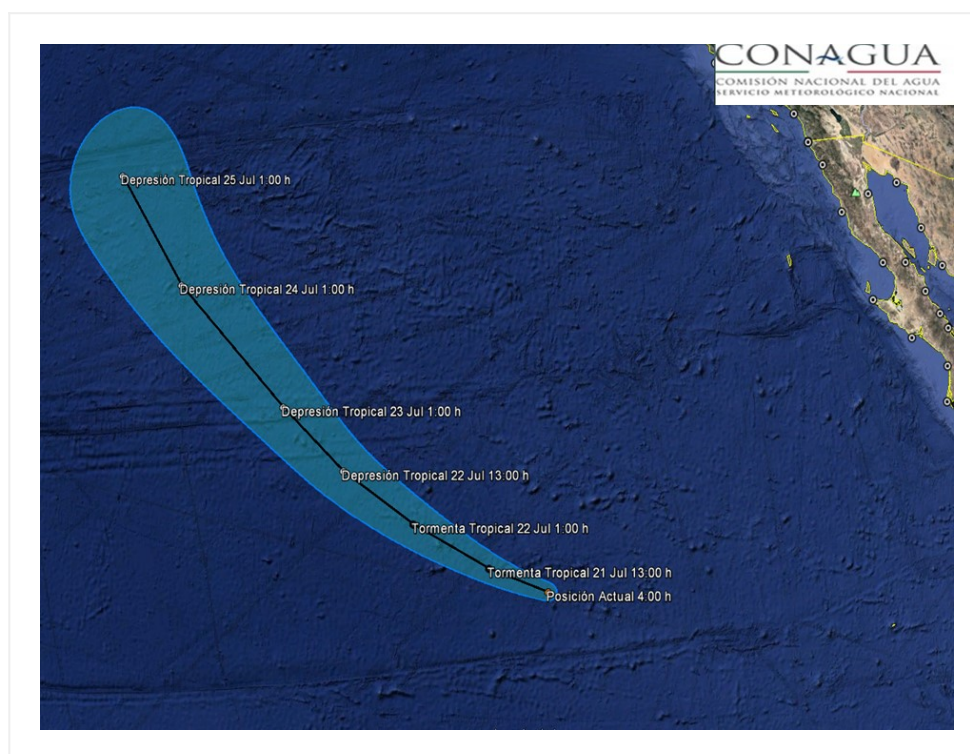 CONAGUA
COMISIÓN NACIONAL DEL AGUA
SERVICIO METEOROLÓGICO NACIONAL
Depresión Tropical 25 Jul 1:00 h
Depresión Tropical 24 Jul 1:00 h
Depresión Tropical 23 Jul 1:00 h
Depresión Tropical 22 Jul 13:00 h
Tormenta Tropical 22 Jul 1:00 h
Tormenta Tropical 21 Jul 13:00 h
Posición Actual 4:00 h